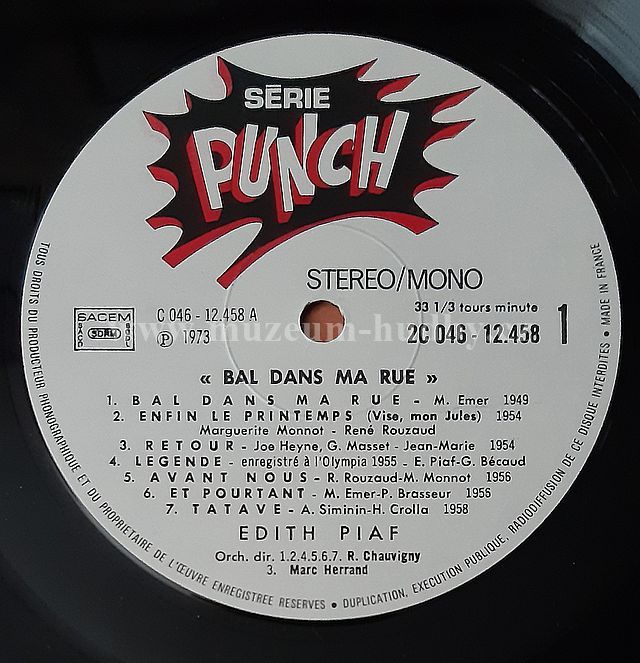 SÉRIE
PUNCH
STEREO/MONO
SACEM
SDRM
SACD
SGDL
C 046 - 12.458 A
℗ 1973
33 1/3 tours minute
2C 046 - 12.458
1
« BAL DANS MA RUE »
1. BAL DANS MA RUE - M. Emer 1949
2. ENFIN LE PRINTEMPS (Vise, mon Jules) 1954
Marguerite Monnot - René Rouzaud
3. RETOUR - Joe Heyne, G. Masset - Jean-Marie 1954
4. LEGENDE - enregistré à l'Olympia 1955 - E. Piaf-G. Bécaud
5. AVANT NOUS - R. Rouzaud-M. Monnot 1956
6. ET POURTANT - M. Emer-P. Brasseur 1956
7. TATAVE - A. Siminin-H. Crolla 1958
EDITH PIAF
Orch. dir. 1.2.4.5.6.7. R. Chauvigny
3. Marc Herrand
TOUS DROITS DU PRODUCTEUR PHONOGRAPHIQUE ET DU PROPRIETAIRE DE L'ŒUVRE ENREGISTREE RESERVES • DUPLICATION, EXECUTION PUBLIQUE, RADIODIFFUSION DE CE DISQUE INTERDITES • MADE IN FRANCE